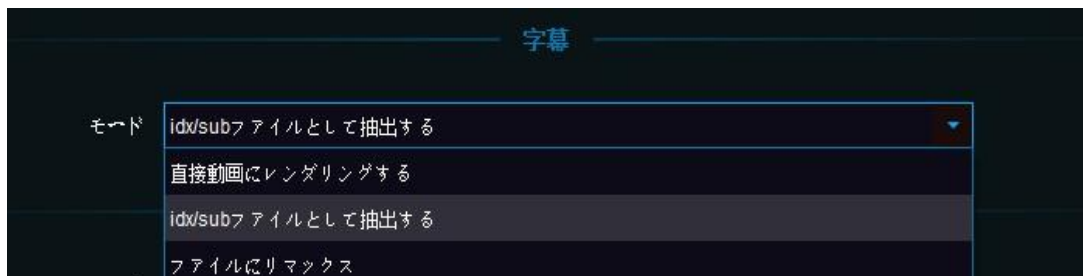 字幕
モード idx/subファイルとして抽出する
直接動画にレンダリングする
idx/subファイルとして抽出する
ファイルにリマックス